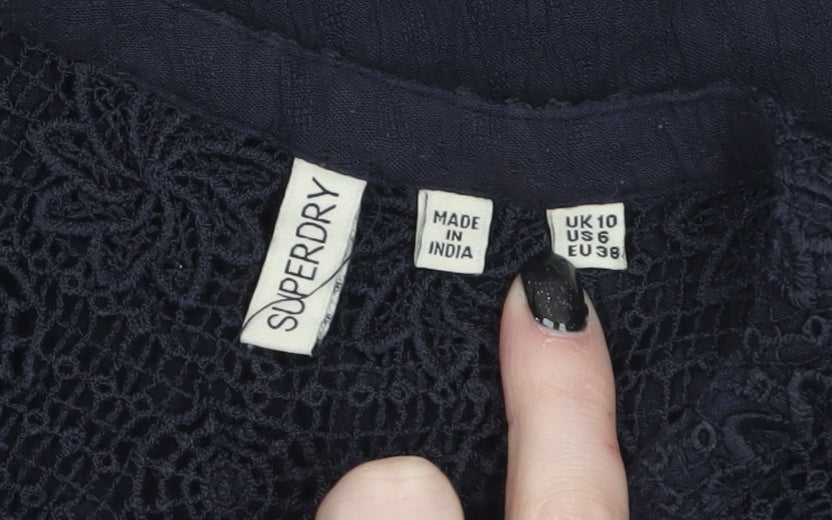 SUPERDRY
MADE
IN
INDIA
UK 10
US 6
EU 38